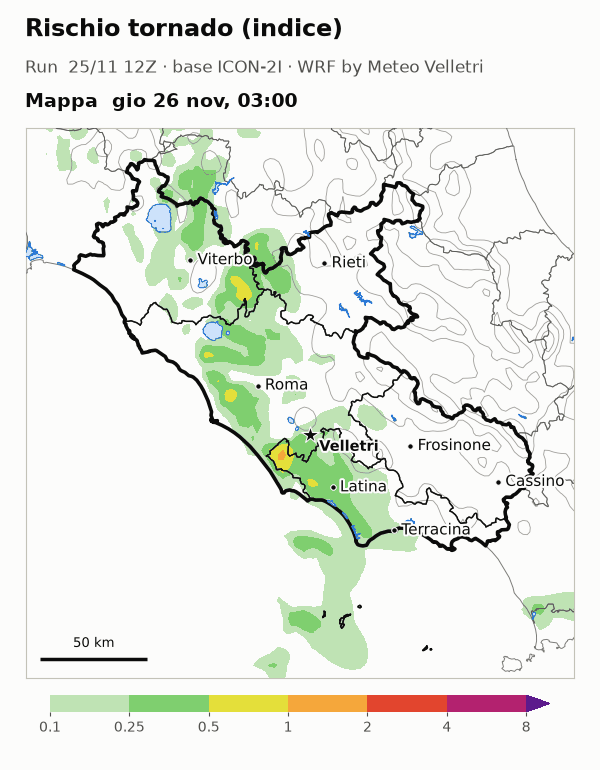 Rischio tornado (indice)
Run  25/11 12Z · base ICON-2I · WRF by Meteo Velletri
Mappa  gio 26 nov, 03:00
Viterbo
Rieti
Roma
Velletri
Frosinone
Latina
Cassino
Terracina
50 km
0.1 0.25 0.5 1 2 4 8